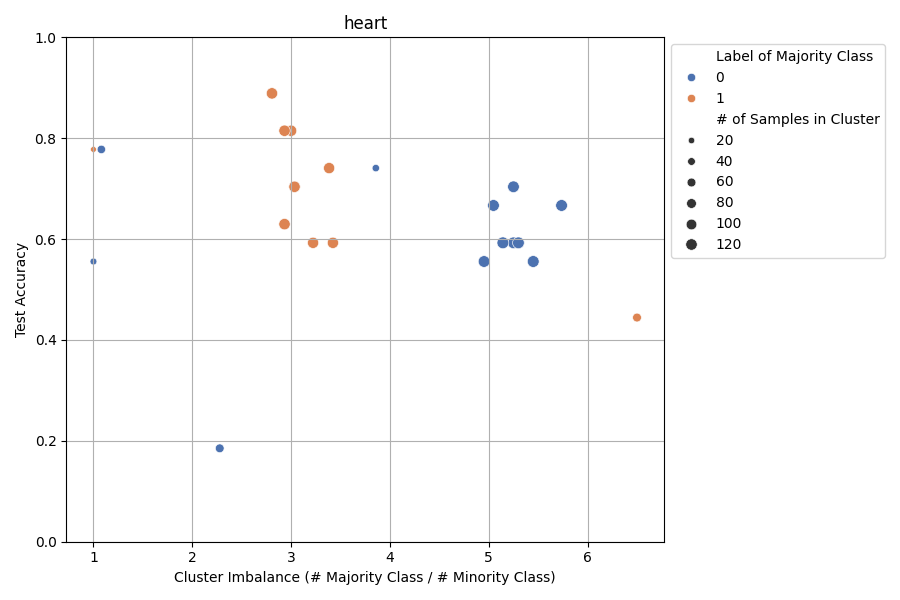 heart
1.0
0.8
0.6
0.4
0.2
0.0
Test Accuracy
1 2 3 4 5 6
Cluster Imbalance (# Majority Class / # Minority Class)
Label of Majority Class
0
1
# of Samples in Cluster
20
40
60
80
100
120